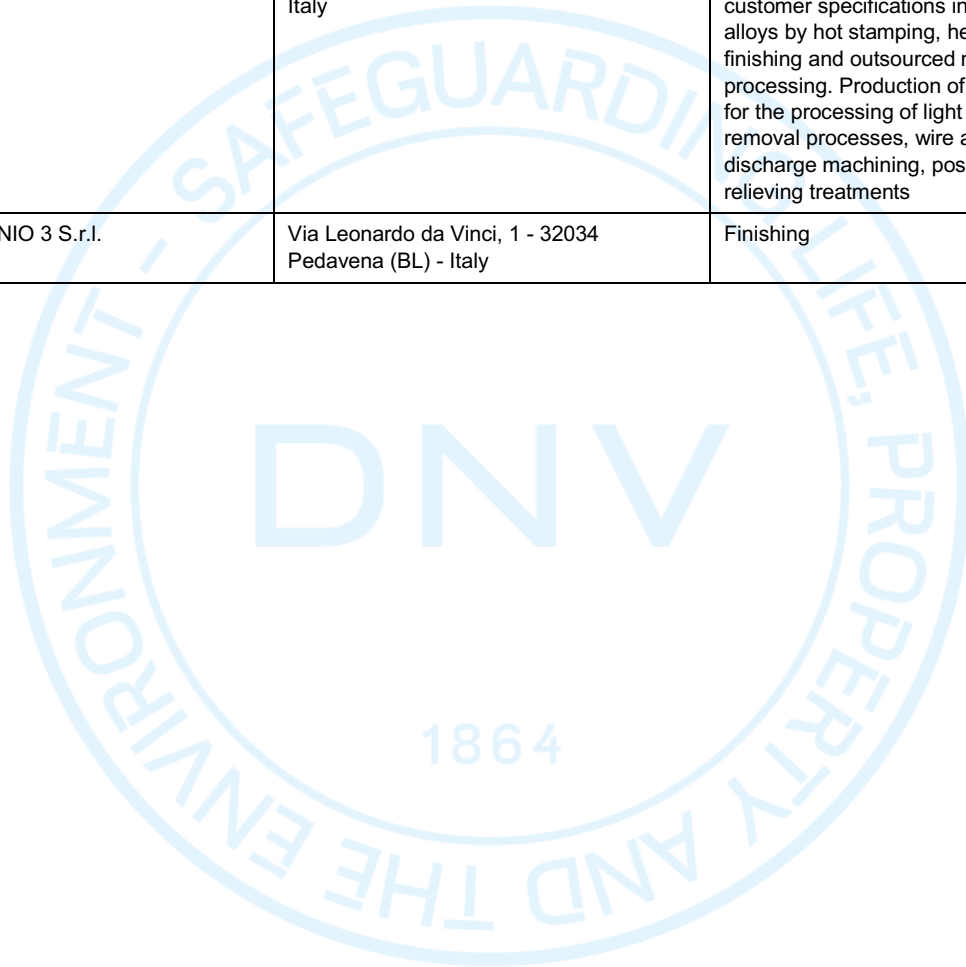 Italy
customer specifications in
alloys by hot stamping,
finishing and outsourced
processing. Production of
for the processing of light
removal processes, wire
discharge machining,
relieving treatments
NIO 3 S.r.l.
Via Leonardo da Vinci, 1 - 32034
Pedavena (BL) - Italy
Finishing
SAFEGUARDING LIFE, PROPERTY AND THE ENVIRONMENT -
DNV
1864